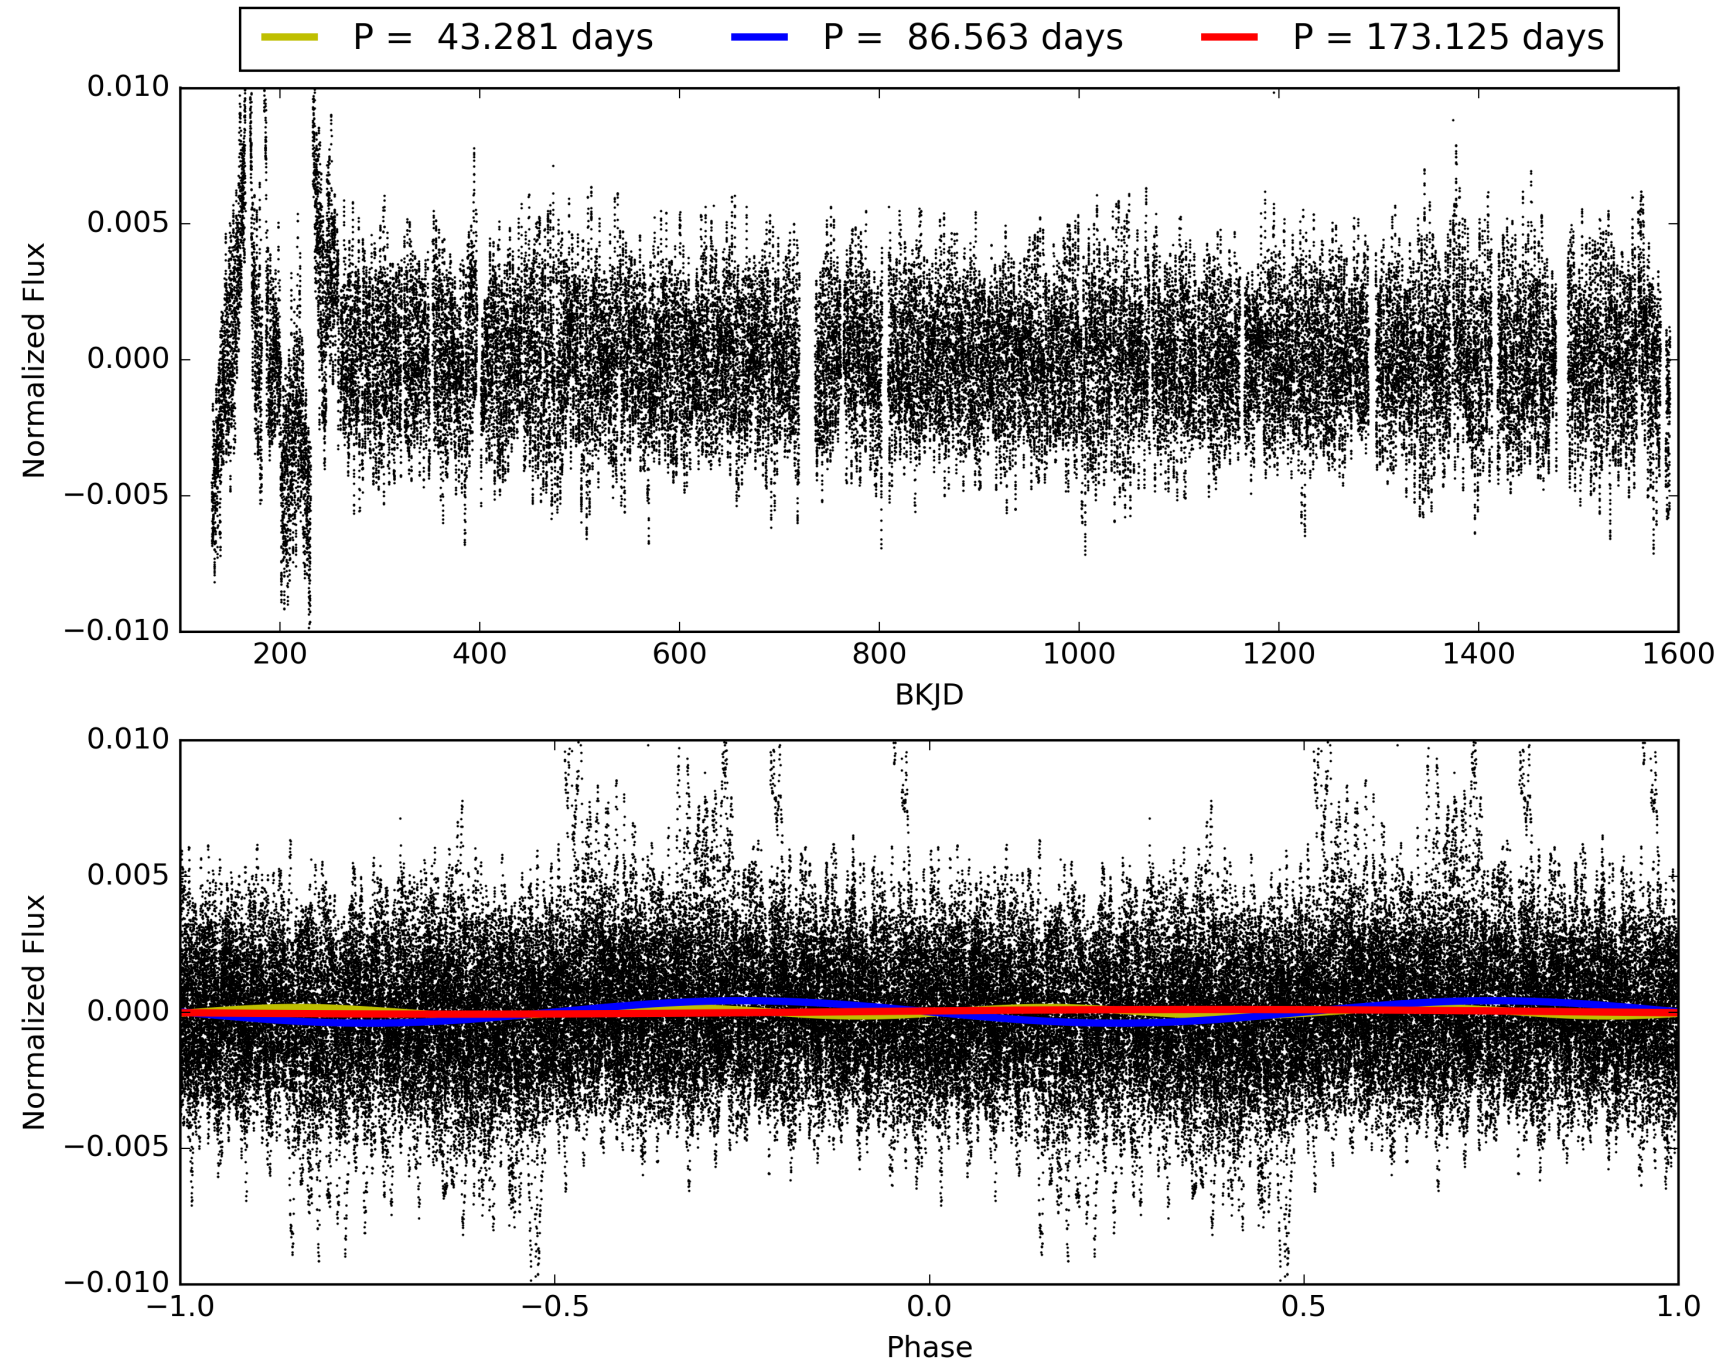 P = 43.281 days P = 86.563 days P = 173.125 days
0.010
0.005
0.000
−0.005
−0.010
Normalized Flux
200 400 600 800 1000 1200 1400 1600
BKJD
0.010
0.005
0.000
−0.005
−0.010
Normalized Flux
−1.0 −0.5 0.0 0.5 1.0
Phase